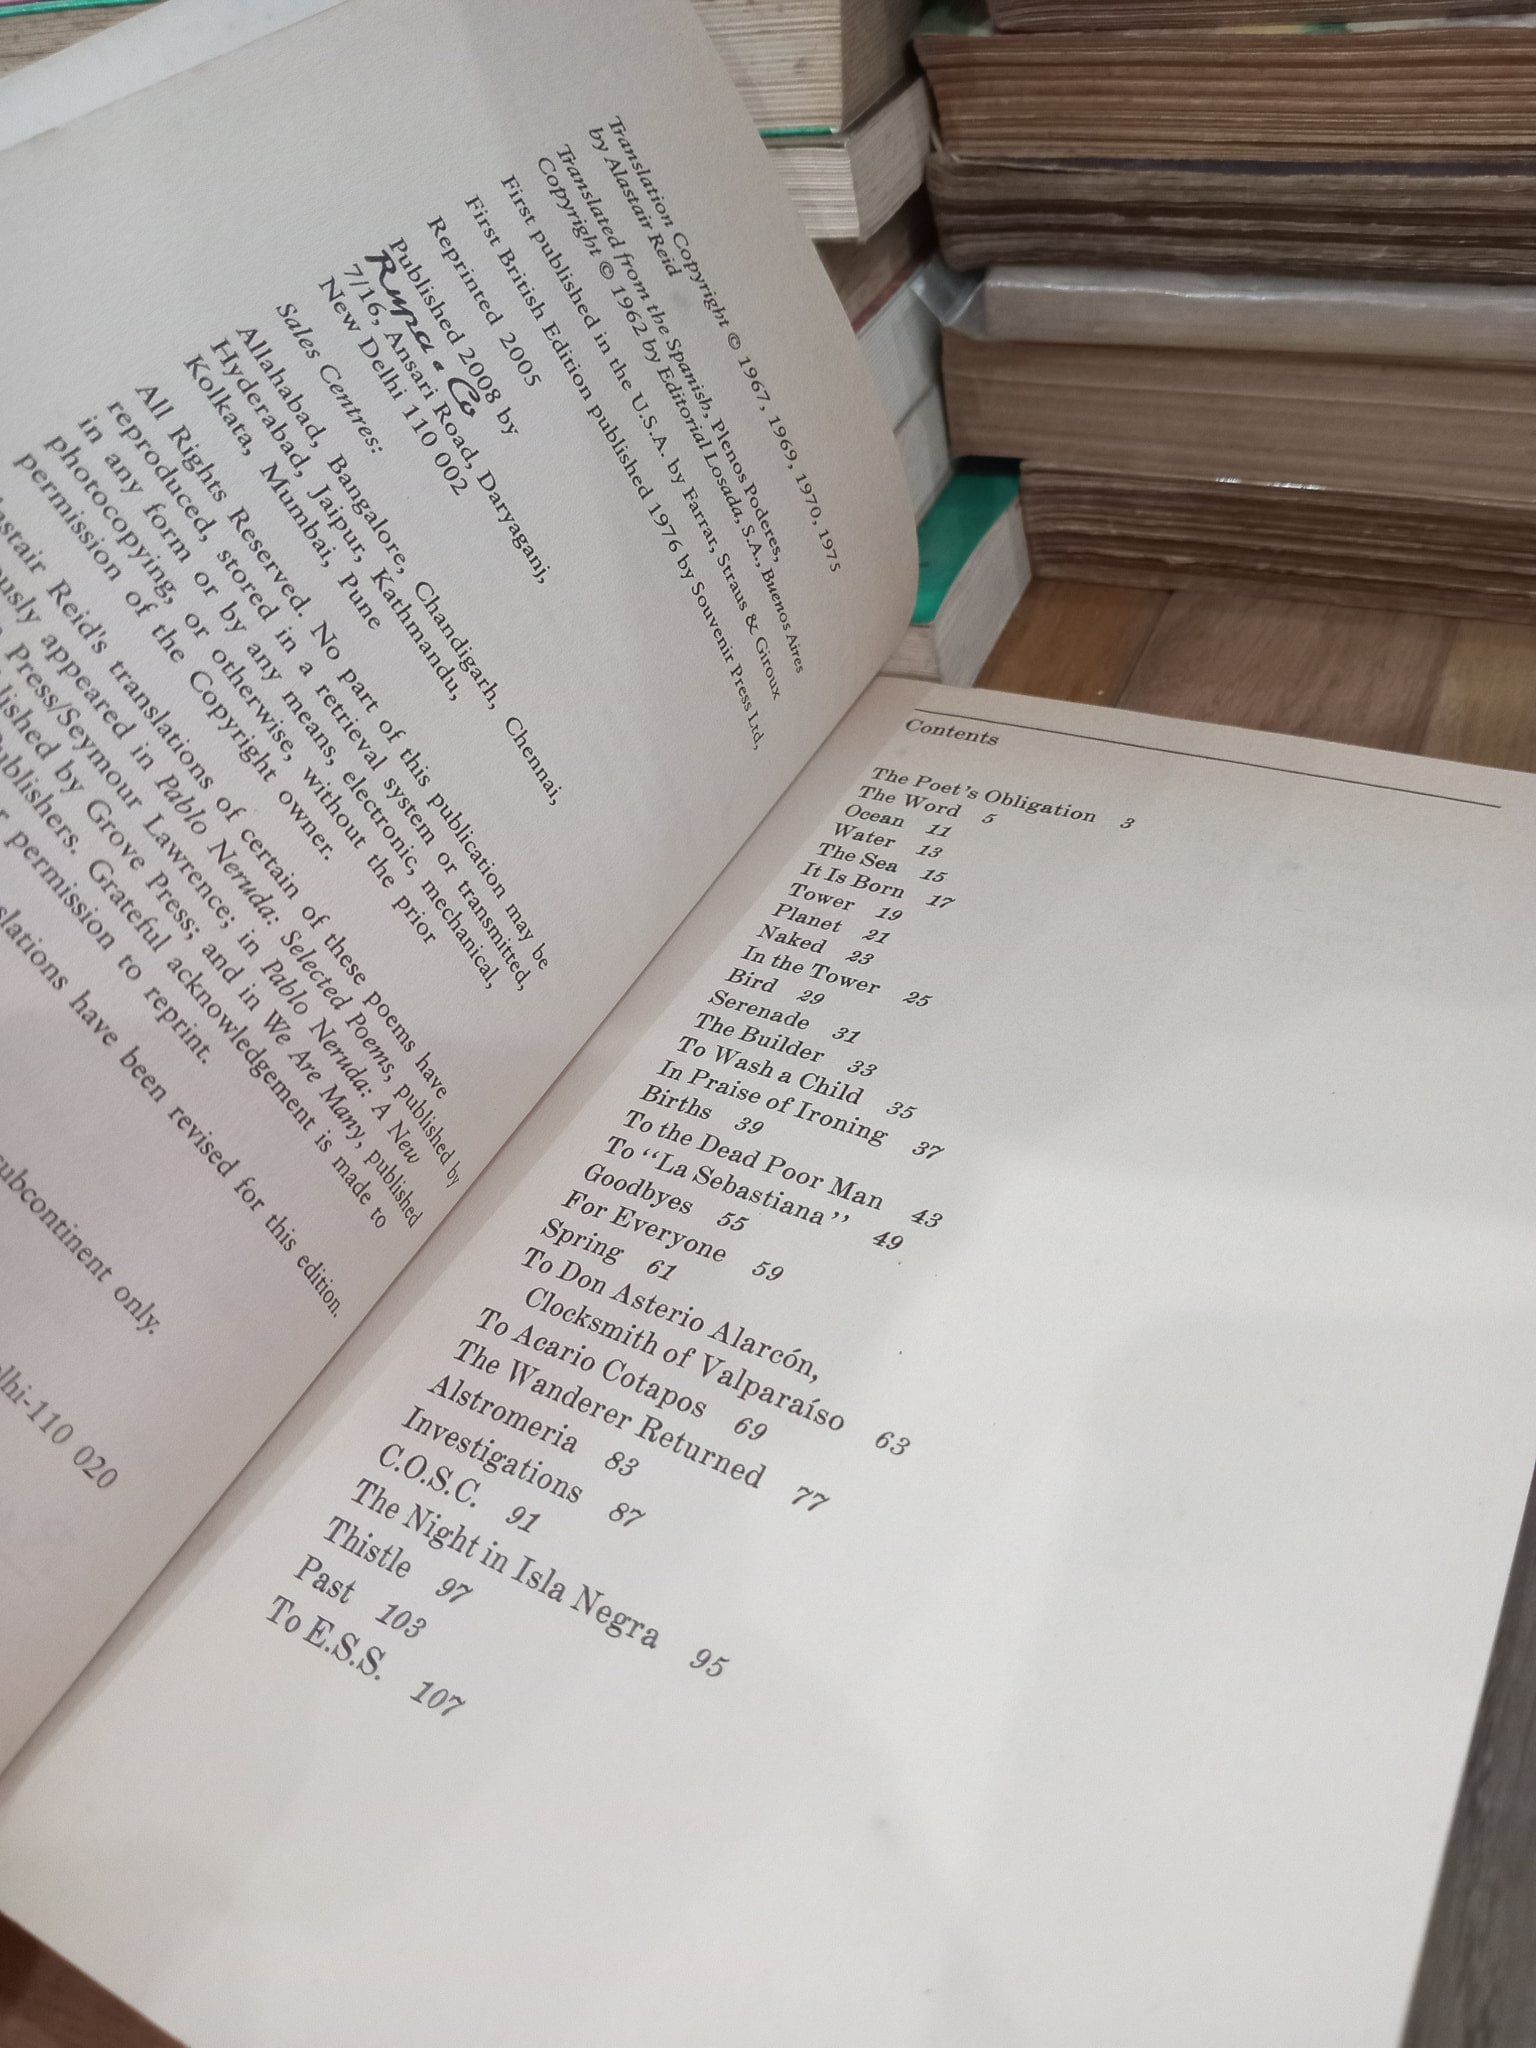 Translation Copyright © 1967, 1969, 1970, 1975
by Alastair Reid
Translated from the Spanish, Plenos Poderes,
Copyright © 1962 by Editorial Losada, S.A., Buenos Aires
First published in the U.S.A. by Farrar, Straus & Giroux
First British Edition published 1976 by Souvenir Press Ltd,
Reprinted 2005
Published 2008 by
Rupa & Co
7/16, Ansari Road, Daryaganj,
New Delhi 110 002
Sales Centres:
Allahabad, Bangalore, Chandigarh, Chennai,
Hyderabad, Jaipur, Kathmandu,
Kolkata, Mumbai, Pune
All Rights Reserved. No part of this publication may be
reproduced, stored in a retrieval system or transmitted,
in any form or by any means, electronic, mechanical,
photocopying, or otherwise, without the prior
permission of the Copyright owner.
Reid's translations of certain of these poems have
appeared in Pablo Neruda: Selected Poems, published by
Press/Seymour Lawrence; in Pablo Neruda: A New
by Grove Press; and in We Are Many, published
Grateful acknowledgement is made to
permission to reprint.
have been revised for this edition.
subcontinent only.
110 020
Contents
The Poet's Obligation 3
The Word 5
Ocean 11
Water 13
The Sea 15
It Is Born 17
Tower 19
Planet 21
Naked 23
In the Tower 25
Bird 29
Serenade 31
The Builder 33
To Wash a Child 35
In Praise of Ironing 37
Births 39
To the Dead Poor Man 43
To "La Sebastiana" 49
Goodbyes 55
For Everyone 59
Spring 61
To Don Asterio Alarcón,
Clocksmith of Valparaíso 63
To Acario Cotapos 69
The Wanderer Returned 77
Alstromeria 83
Investigations 87
C.O.S.C. 91
The Night in Isla Negra 95
Thistle 97
Past 103
To E.S.S. 107